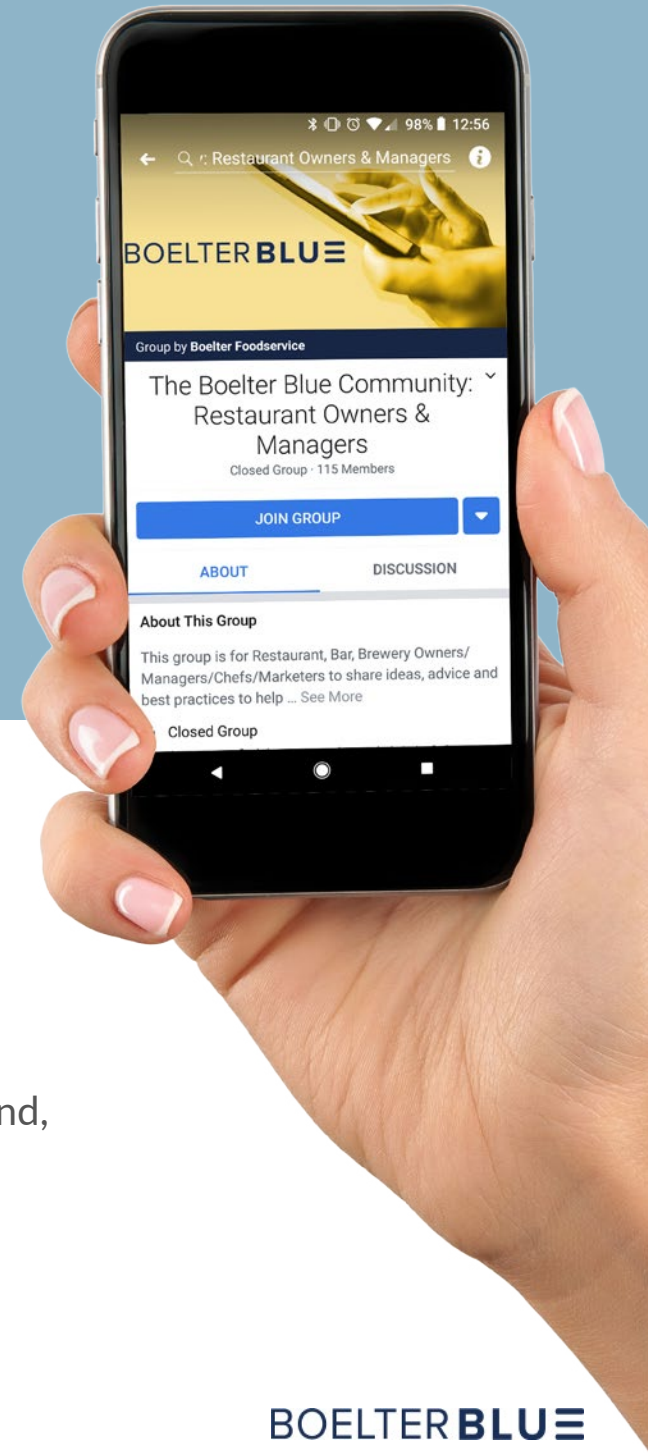 98% 12:56
: Restaurant Owners & Managers
BOELTER BLUE
Group by Boelter Foodservice
The Boelter Blue Community:
Restaurant Owners &
Managers
Closed Group · 115 Members
JOIN GROUP
ABOUT DISCUSSION
About This Group
This group is for Restaurant, Bar, Brewery Owners/
Managers/Chefs/Marketers to share ideas, advice and
best practices to help ... See More
Closed Group
nd,
BOELTER BLUE